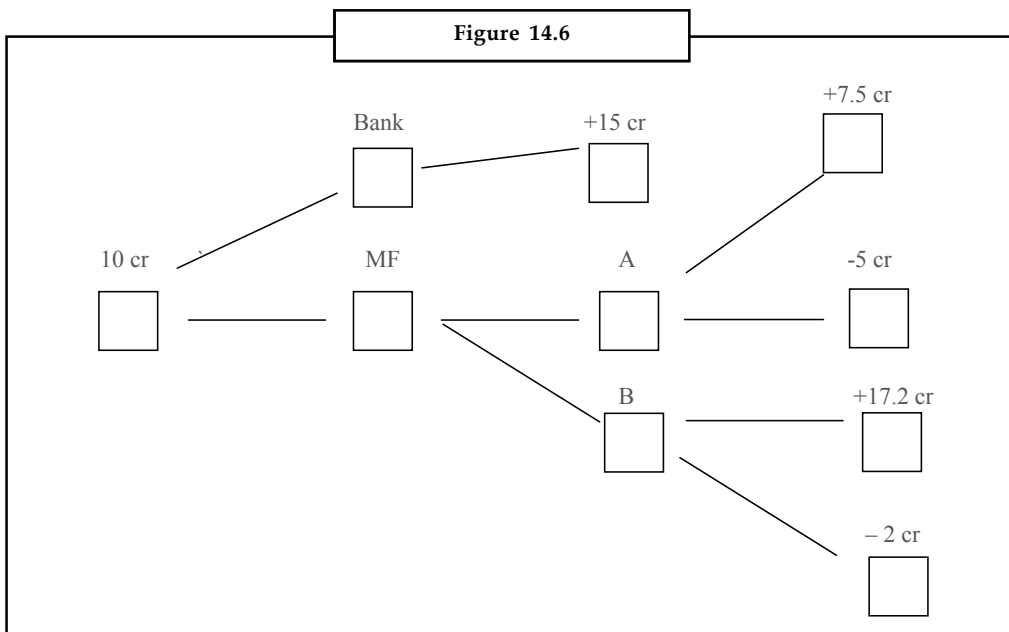 Figure 14.6
+7.5 cr
Bank
+15 cr
10 cr `
MF
A
-5 cr
B
+17.2 cr
– 2 cr